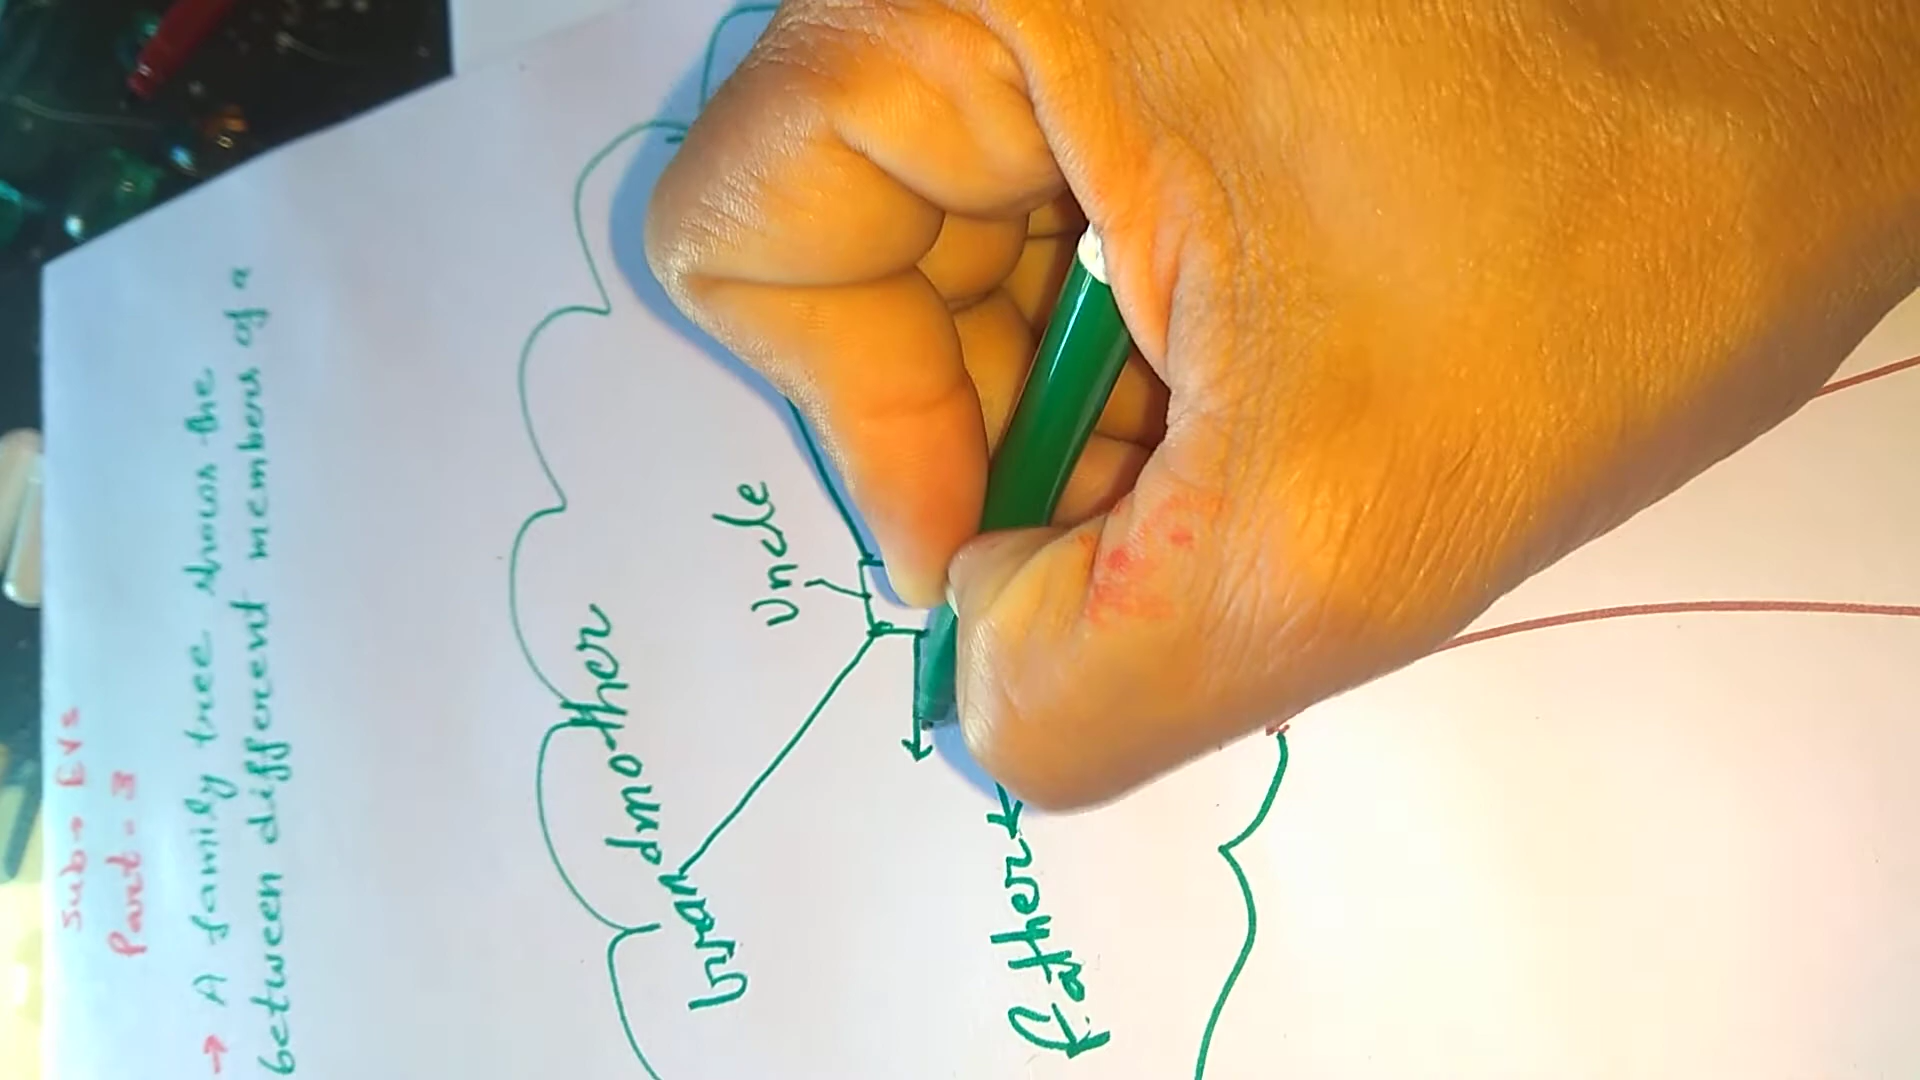 Sub → EVS
Part - 3
→ A family tree shows the
between different members of a
Uncle
Grandmother
Father